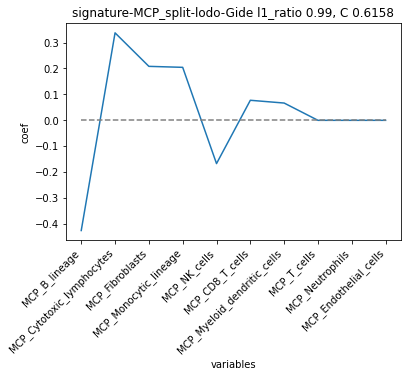 signature-MCP_split-lodo-Gide l1_ratio 0.99, C 0.6158
0.3
0.2
0.1
0.0
-0.1
-0.2
-0.3
-0.4
coef
MCP_B_lineage
MCP_Cytotoxic_lymphocytes
MCP_Fibroblasts
MCP_Monocytic_lineage
MCP_NK_cells
MCP_CD8_T_cells
MCP_Myeloid_dendritic_cells
MCP_T_cells
MCP_Neutrophils
MCP_Endothelial_cells
variables